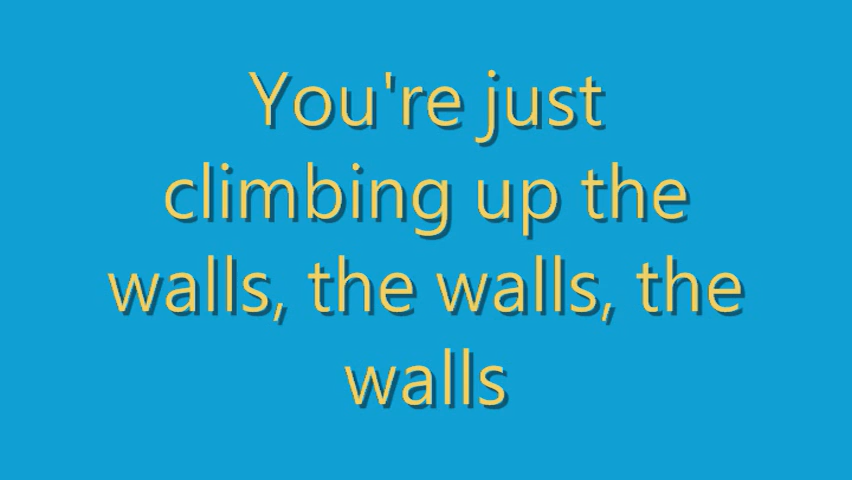 You're just
climbing up the
walls, the walls, the
walls